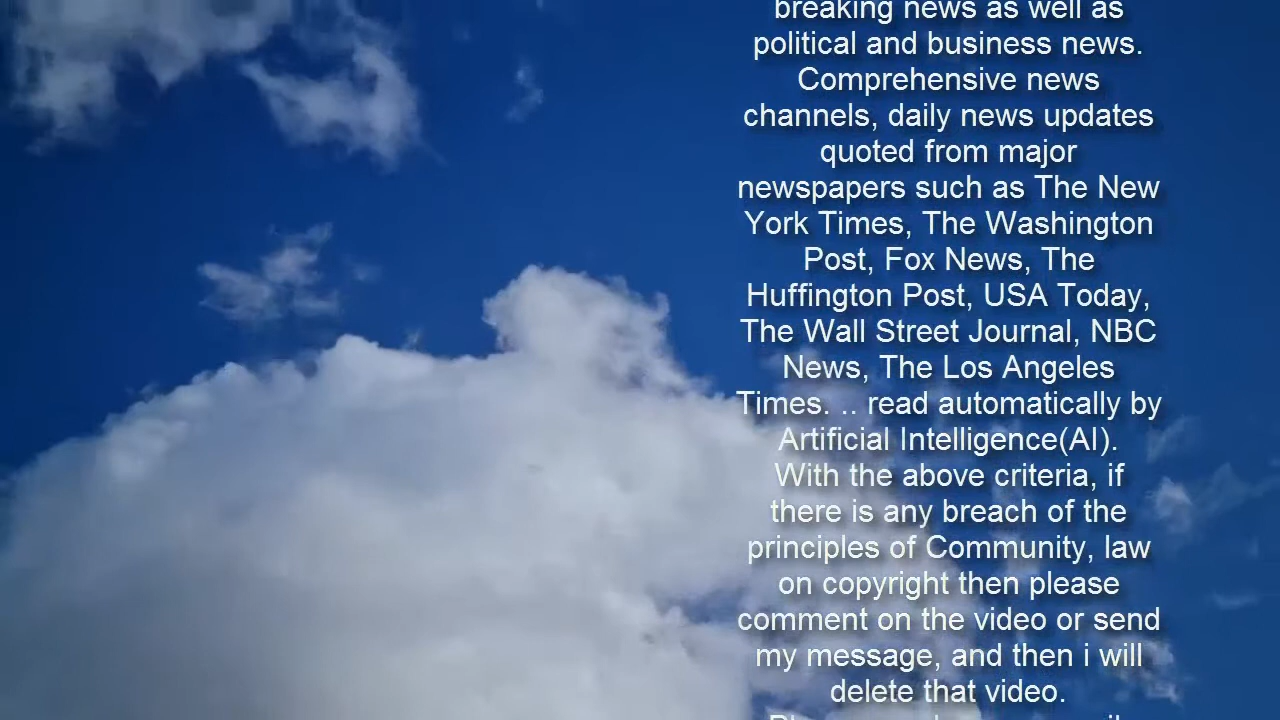 breaking news as well as
political and business news.
Comprehensive news
channels, daily news updates
quoted from major
newspapers such as The New
York Times, The Washington
Post, Fox News, The
Huffington Post, USA Today,
The Wall Street Journal, NBC
News, The Los Angeles
Times. .. read automatically by
Artificial Intelligence(AI).
With the above criteria, if
there is any breach of the
principles of Community, law
on copyright then please
comment on the video or send
my message, and then i will
delete that video.